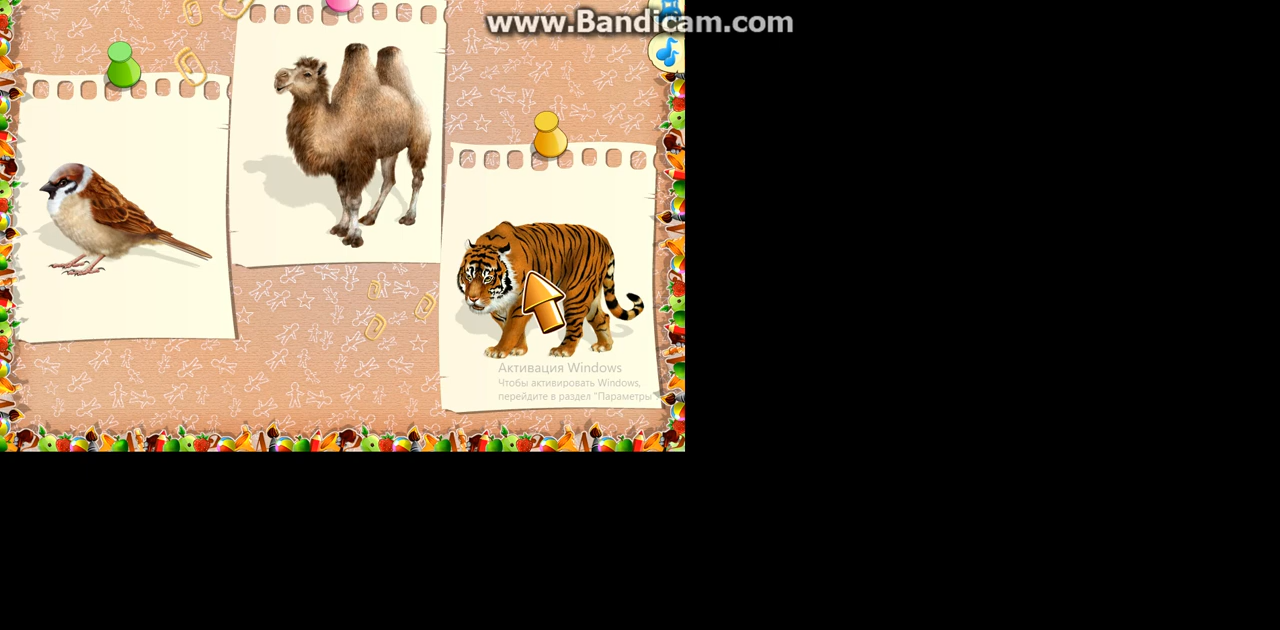 www.Bandicam.com
Активация Windows
Чтобы активировать Windows,
перейдите в раздел "Параметры